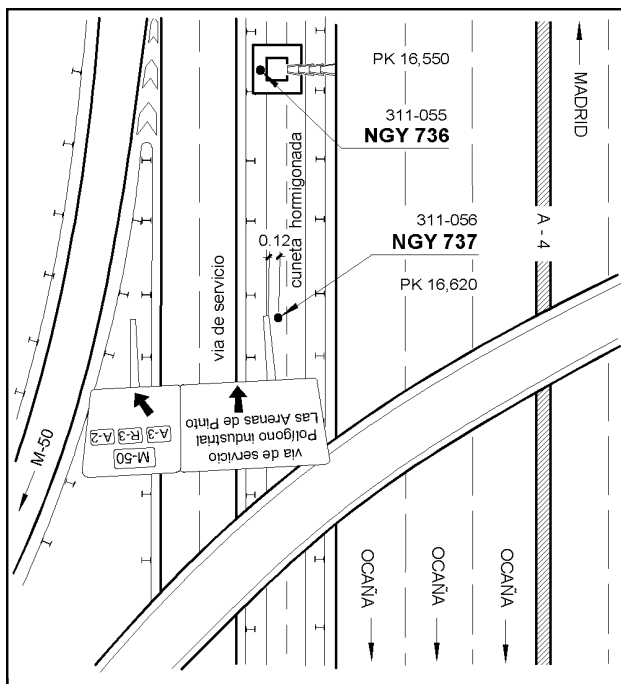 PK 16,550
MADRID
311-055
NGY 736
cuneta hormigonada
311-056
NGY 737
0.12
A - 4
PK 16,620
via de servicio
M-50
A-2
R-3
A-3
M-50
via de servicio
Polígono industrial
Las Arenas de Pinto
OCAÑA
OCAÑA
OCAÑA